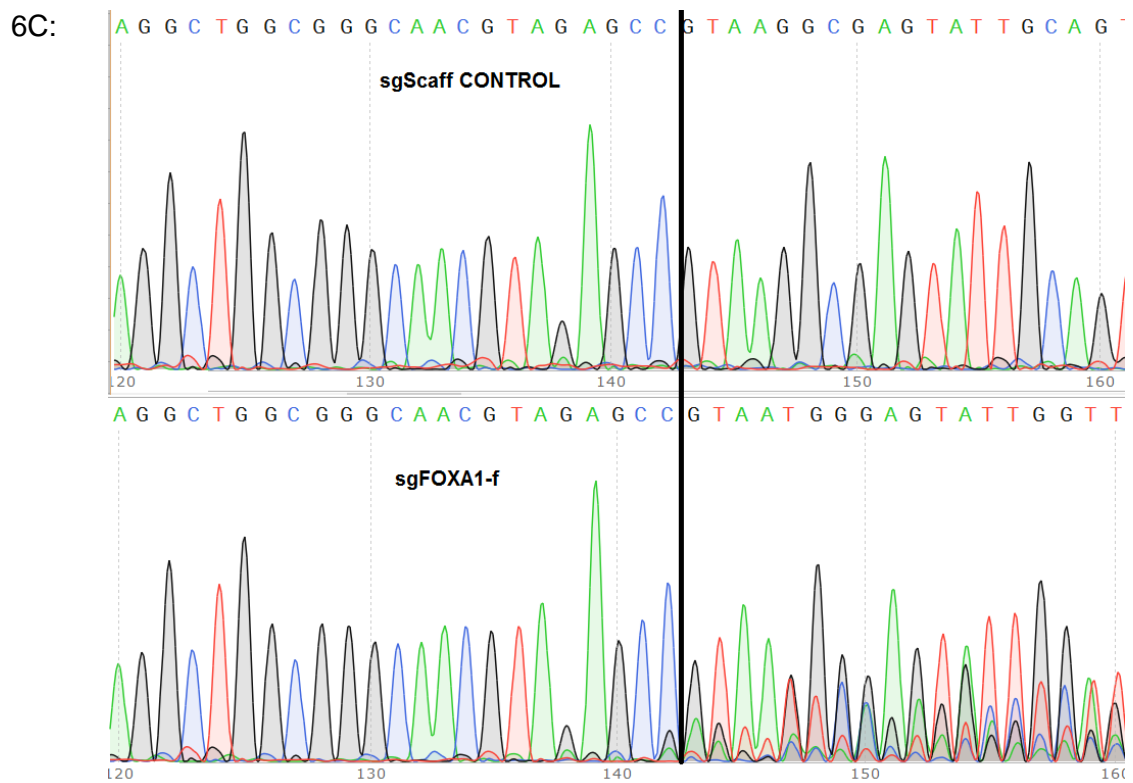 6C:
A G G C T G G C G G G C A A C G T A G A G C C G T A A G G C G A G T A T T G C A G T
sgScaff CONTROL
120 130 140 150 160
A G G C T G G C G G G C A A C G T A G A G C C G T A A T G G G A G T A T T G G T T
sgFOXA1-f
120 130 140 150 160